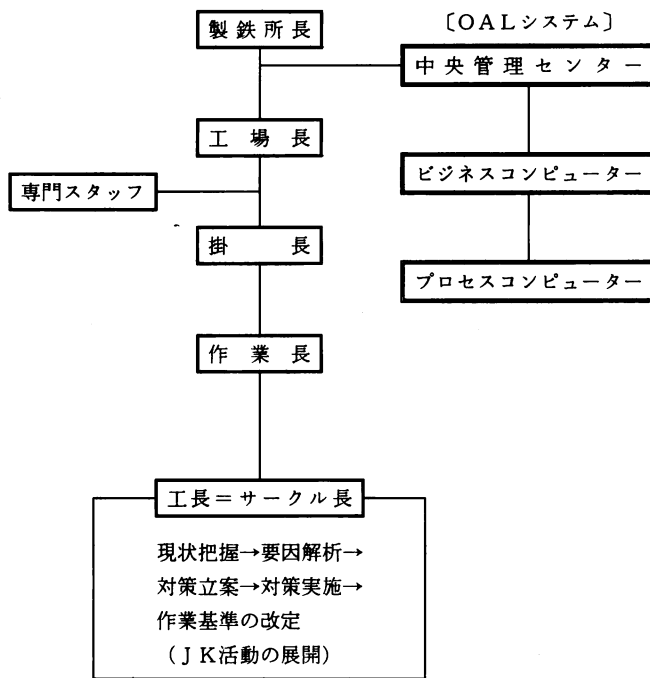 製鉄所長
〔OALシステム〕
中央管理センター
工場長
専門スタッフ
ビジネスコンピューター
掛長
プロセスコンピューター
作業長
工長＝サークル長
現状把握→要因解析→
対策立案→対策実施→
作業基準の改定
（JK活動の展開）